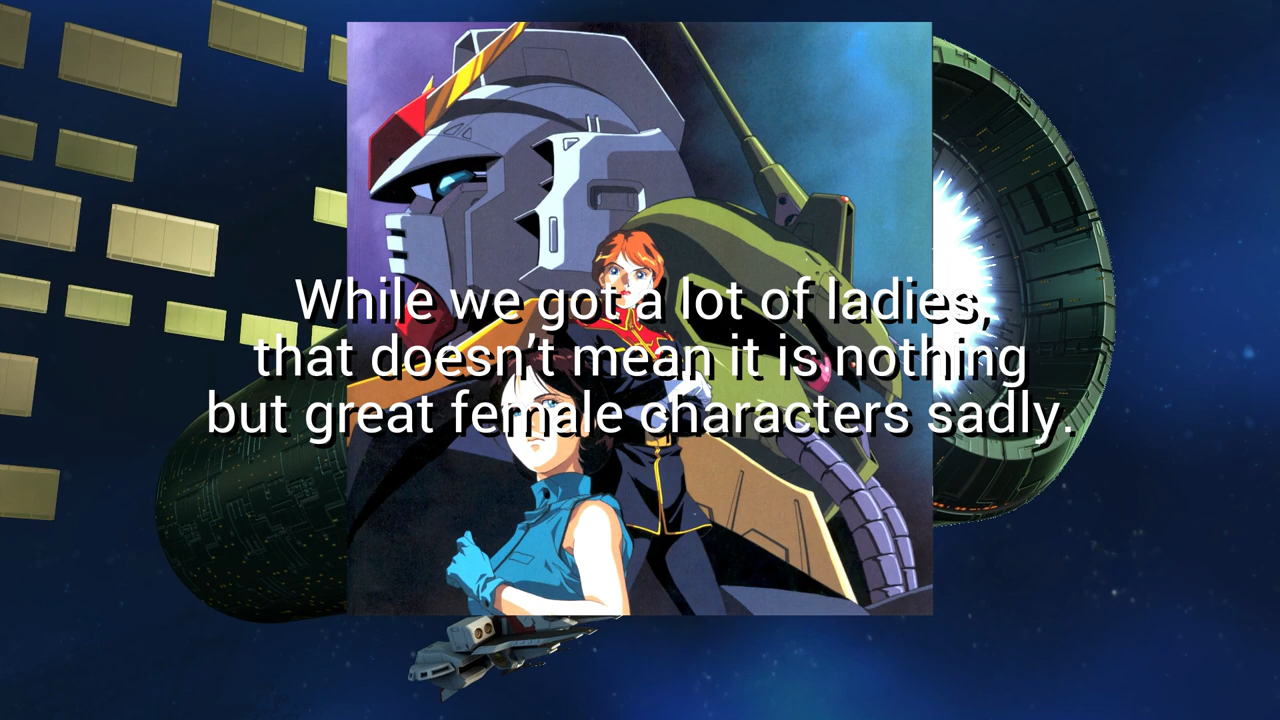 While we got a lot of ladies,
that doesn't mean it is nothing
but great female characters sadly.